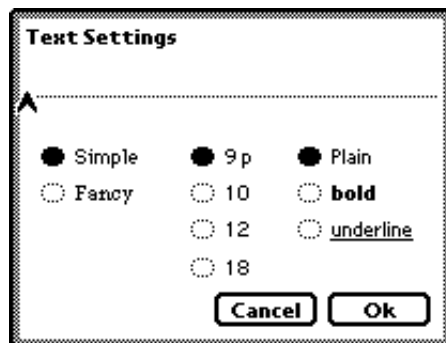 Text Settings
Simple 9 p Plain
Fancy 10 bold
12 underline
18
Cancel Ok